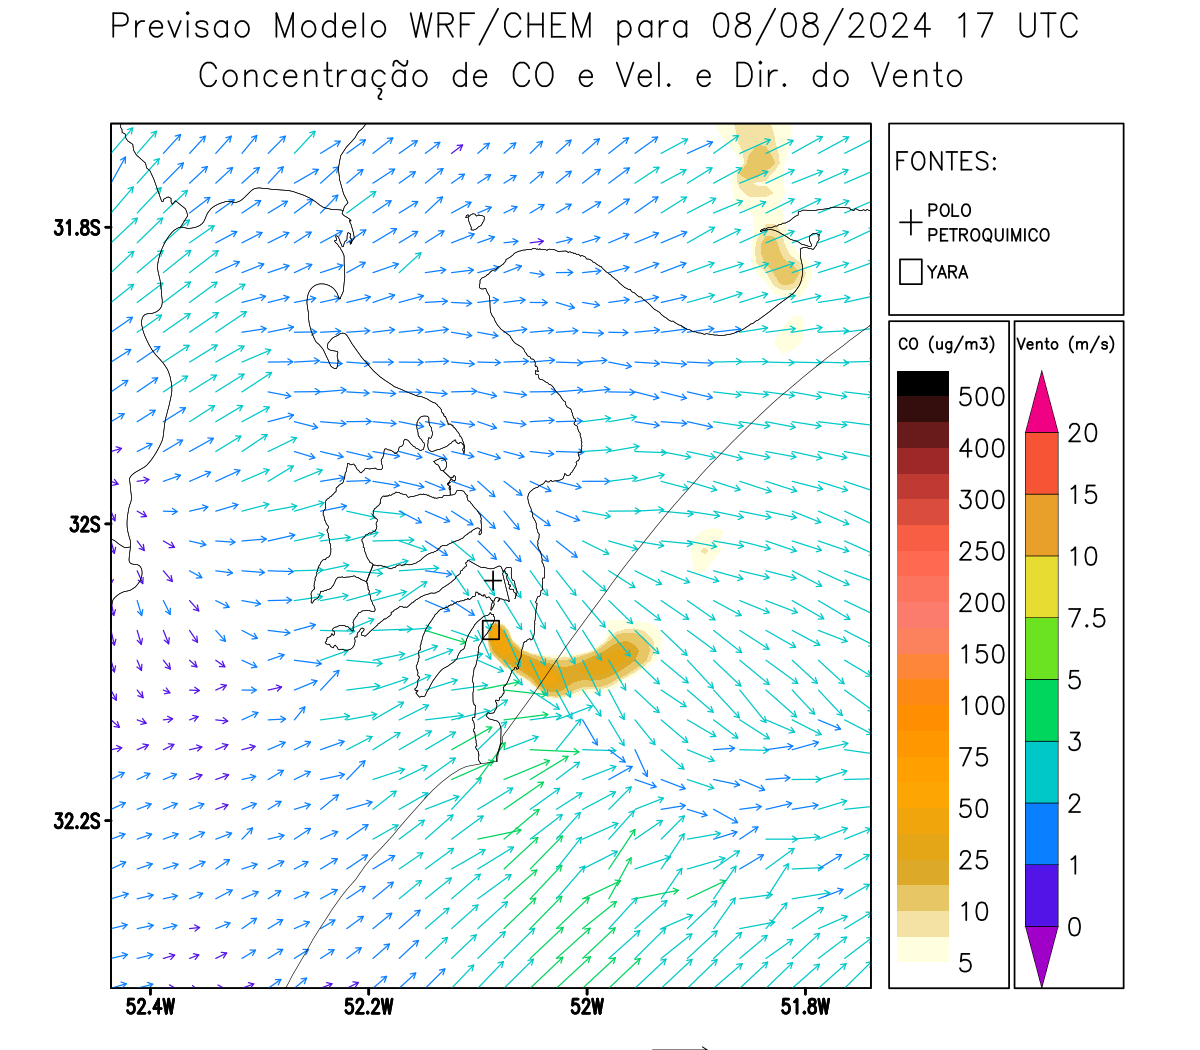 Previsao Modelo WRF/CHEM para 08/08/2024 17 UTC
Concentração de CO e Vel. e Dir. do Vento
FONTES:
POLO
PETROQUIMICO
YARA
CO (ug/m3)
500
400
300
250
200
150
100
75
50
25
10
5
Vento (m/s)
20
15
10
7.5
5
3
2
1
0
31.8S
32S
32.2S
52.4W
52.2W
52W
51.8W